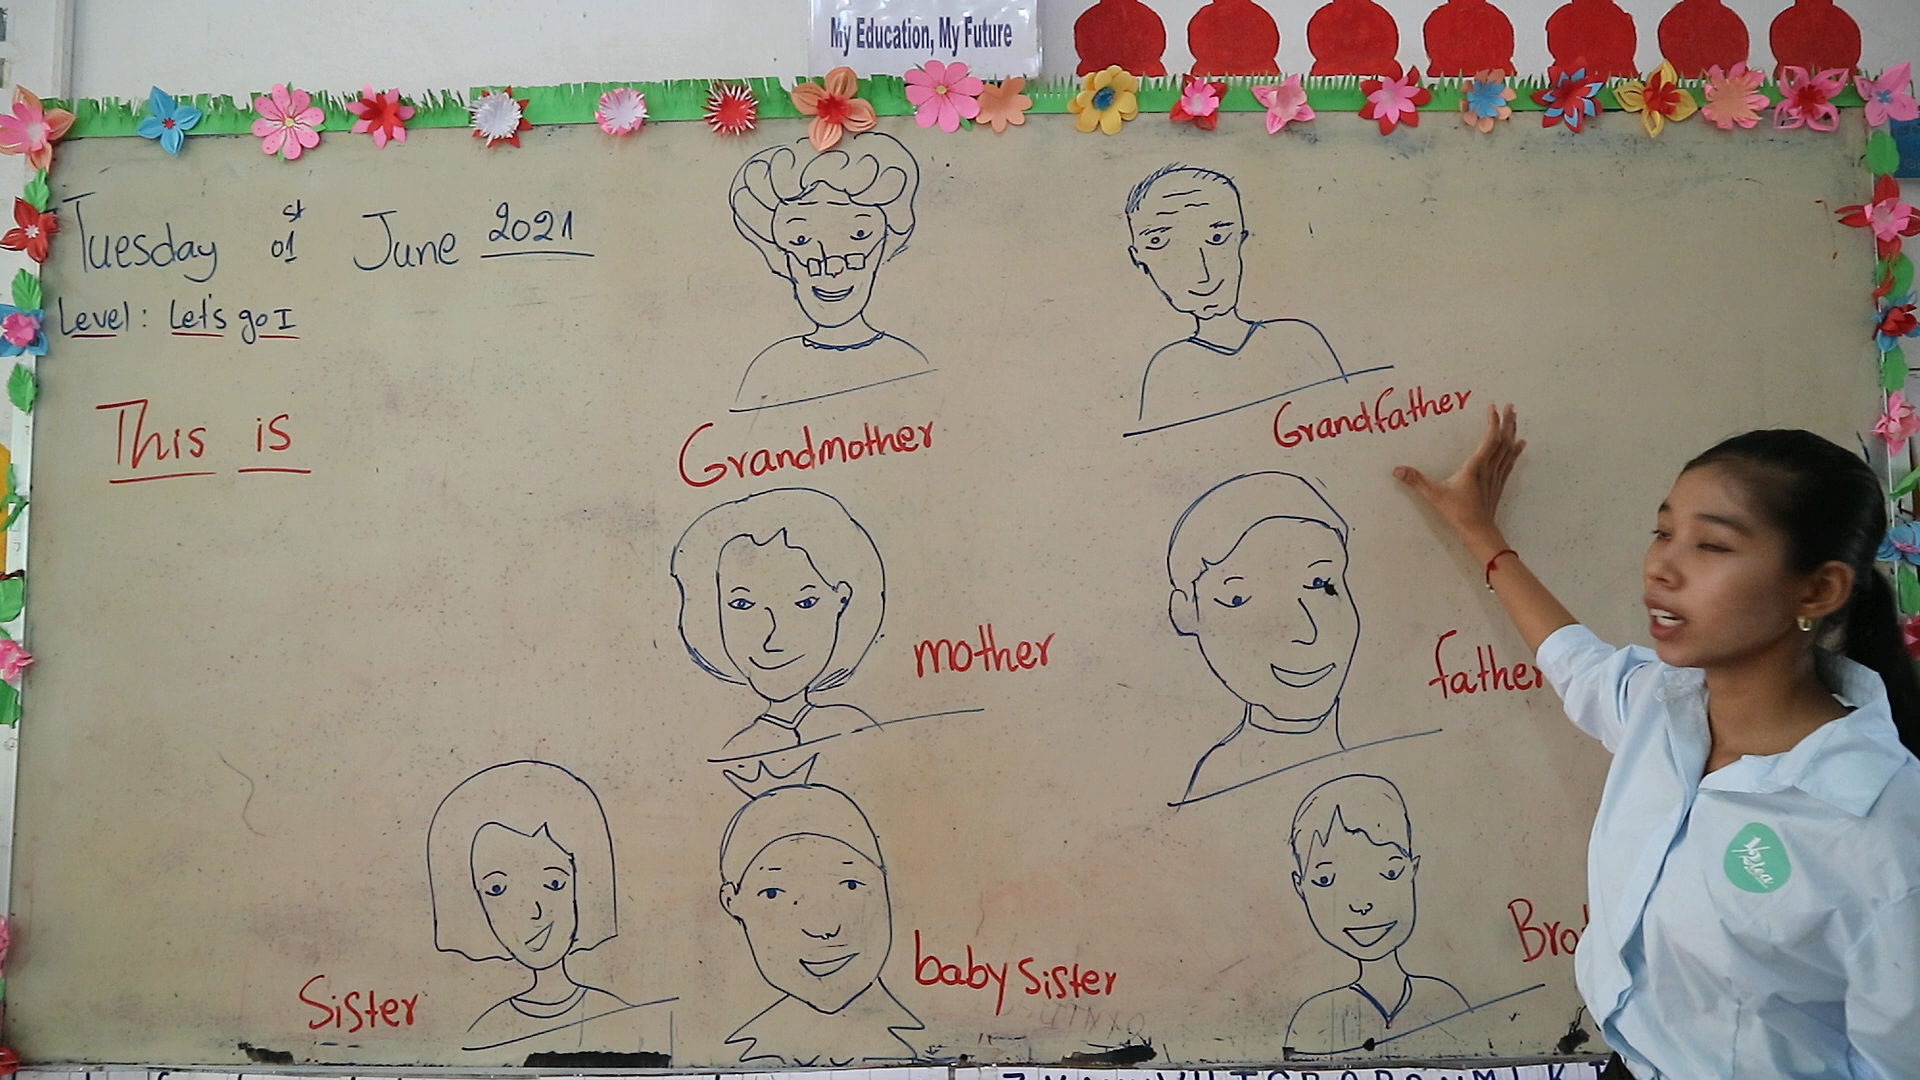 My Education, My Future
Tuesday 01st June 2021
Level: Let's go I
This is
Grandmother
Grandfather
mother
father
Sister
baby sister
Bro